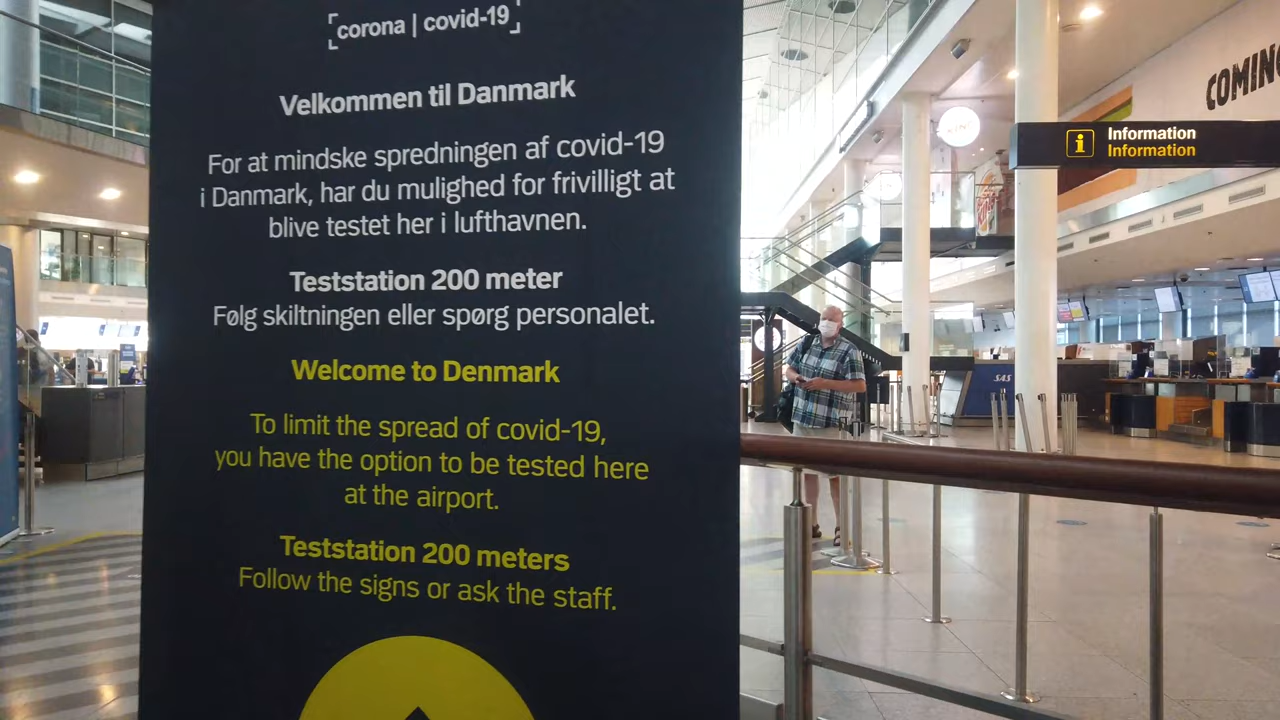 corona | covid-19
Velkommen til Danmark
For at mindske spredningen af covid-19
i Danmark, har du mulighed for frivilligt at
blive testet her i lufthavnen.
Teststation 200 meter
Følg skiltningen eller spørg personalet.
Welcome to Denmark
To limit the spread of covid-19,
you have the option to be tested here
at the airport.
Teststation 200 meters
Follow the signs or ask the staff.
COMING
Information
Information
SAS